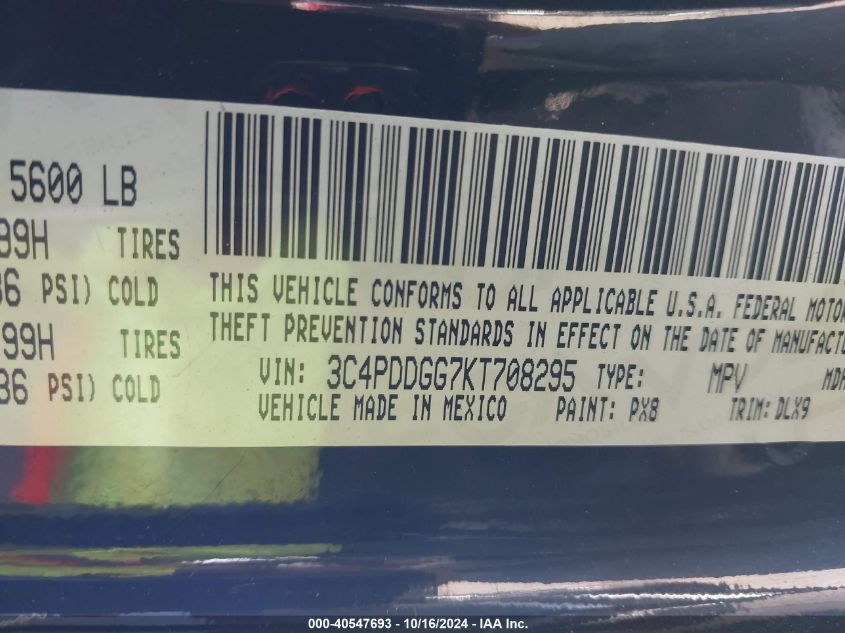 5600 LB
99H TIRES
36 PSI) COLD
99H TIRES
36 PSI) COLD
THIS VEHICLE CONFORMS TO ALL APPLICABLE U.S.A. FEDERAL MOTOR
THEFT PREVENTION STANDARDS IN EFFECT ON THE DATE OF MANUFACTU
VIN: 3C4PDDGG7KT708295 TYPE: MPV MDH
VEHICLE MADE IN MEXICO PAINT: PX8 TRIM: DLX9
000-40547693 - 10/16/2024 - IAA Inc.